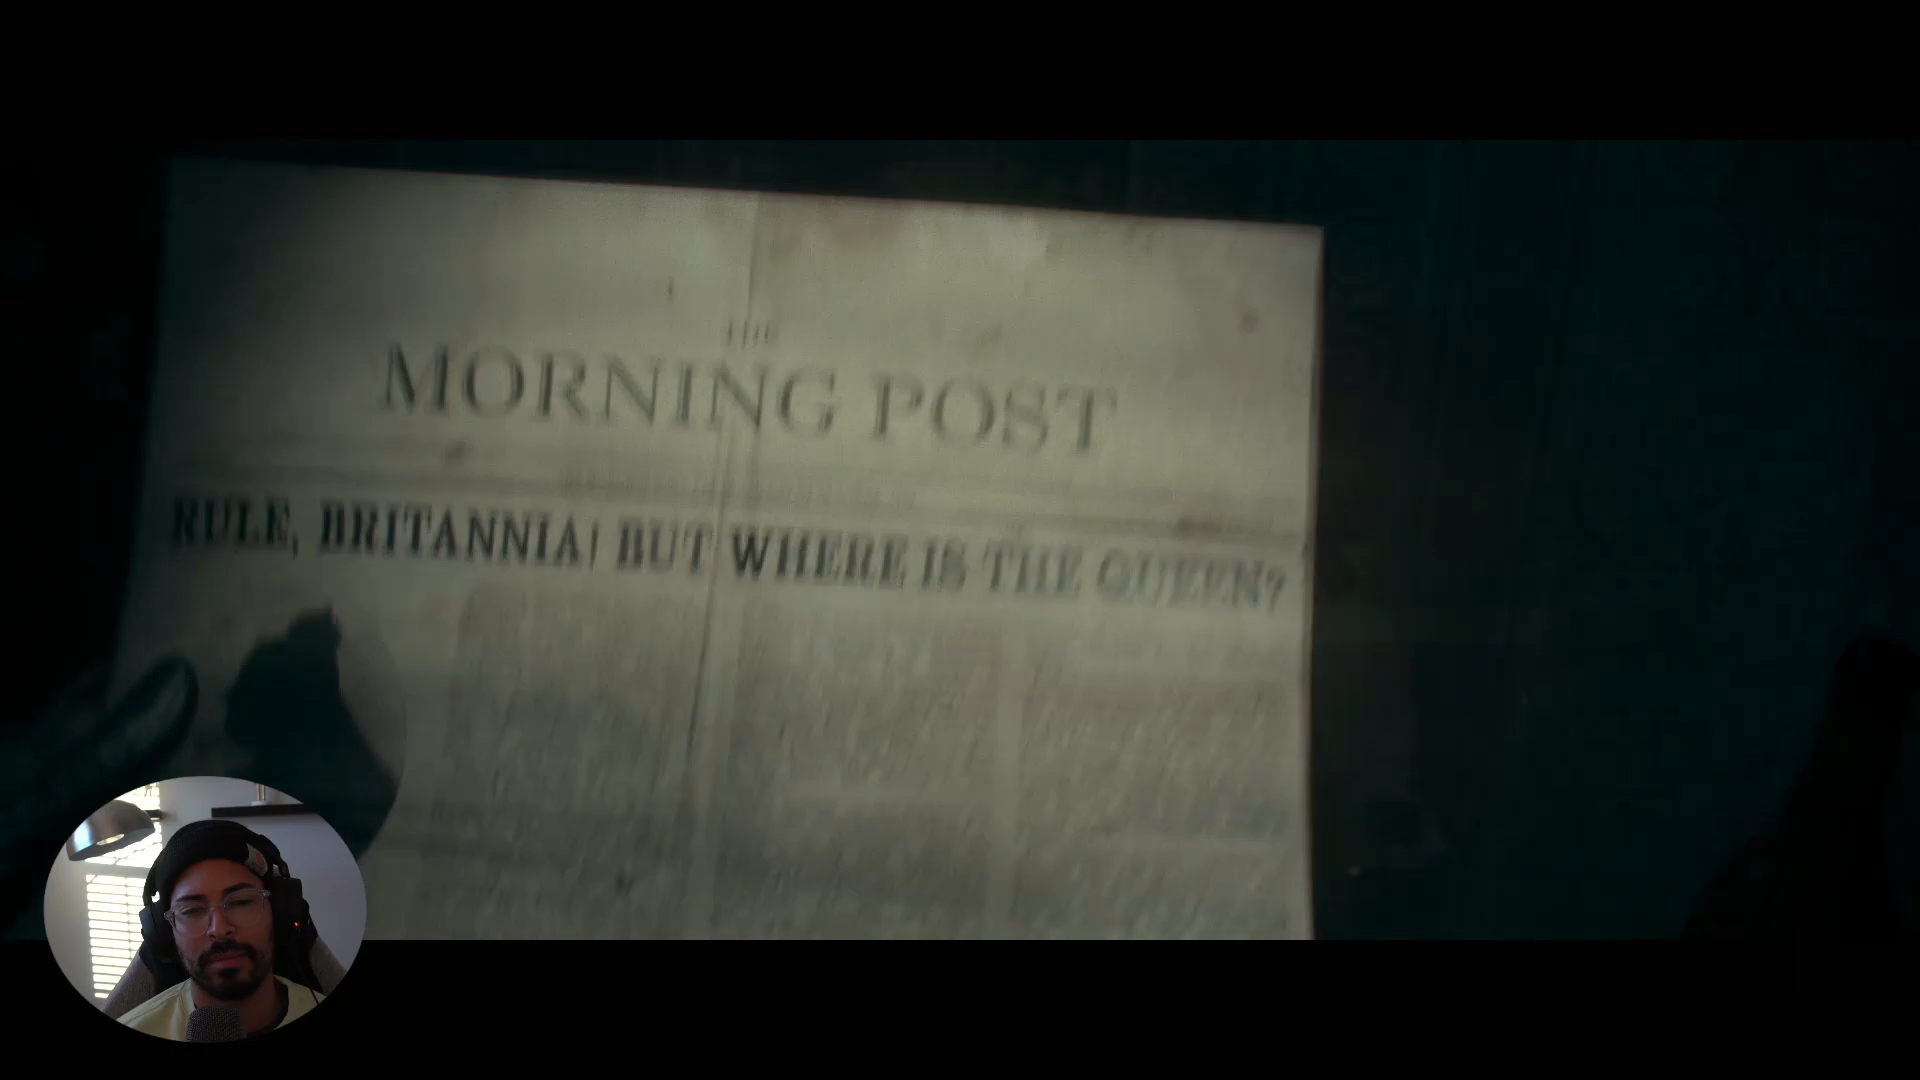 THE
MORNING POST
RULE, BRITANNIA! BUT WHERE IS THE QUEEN?